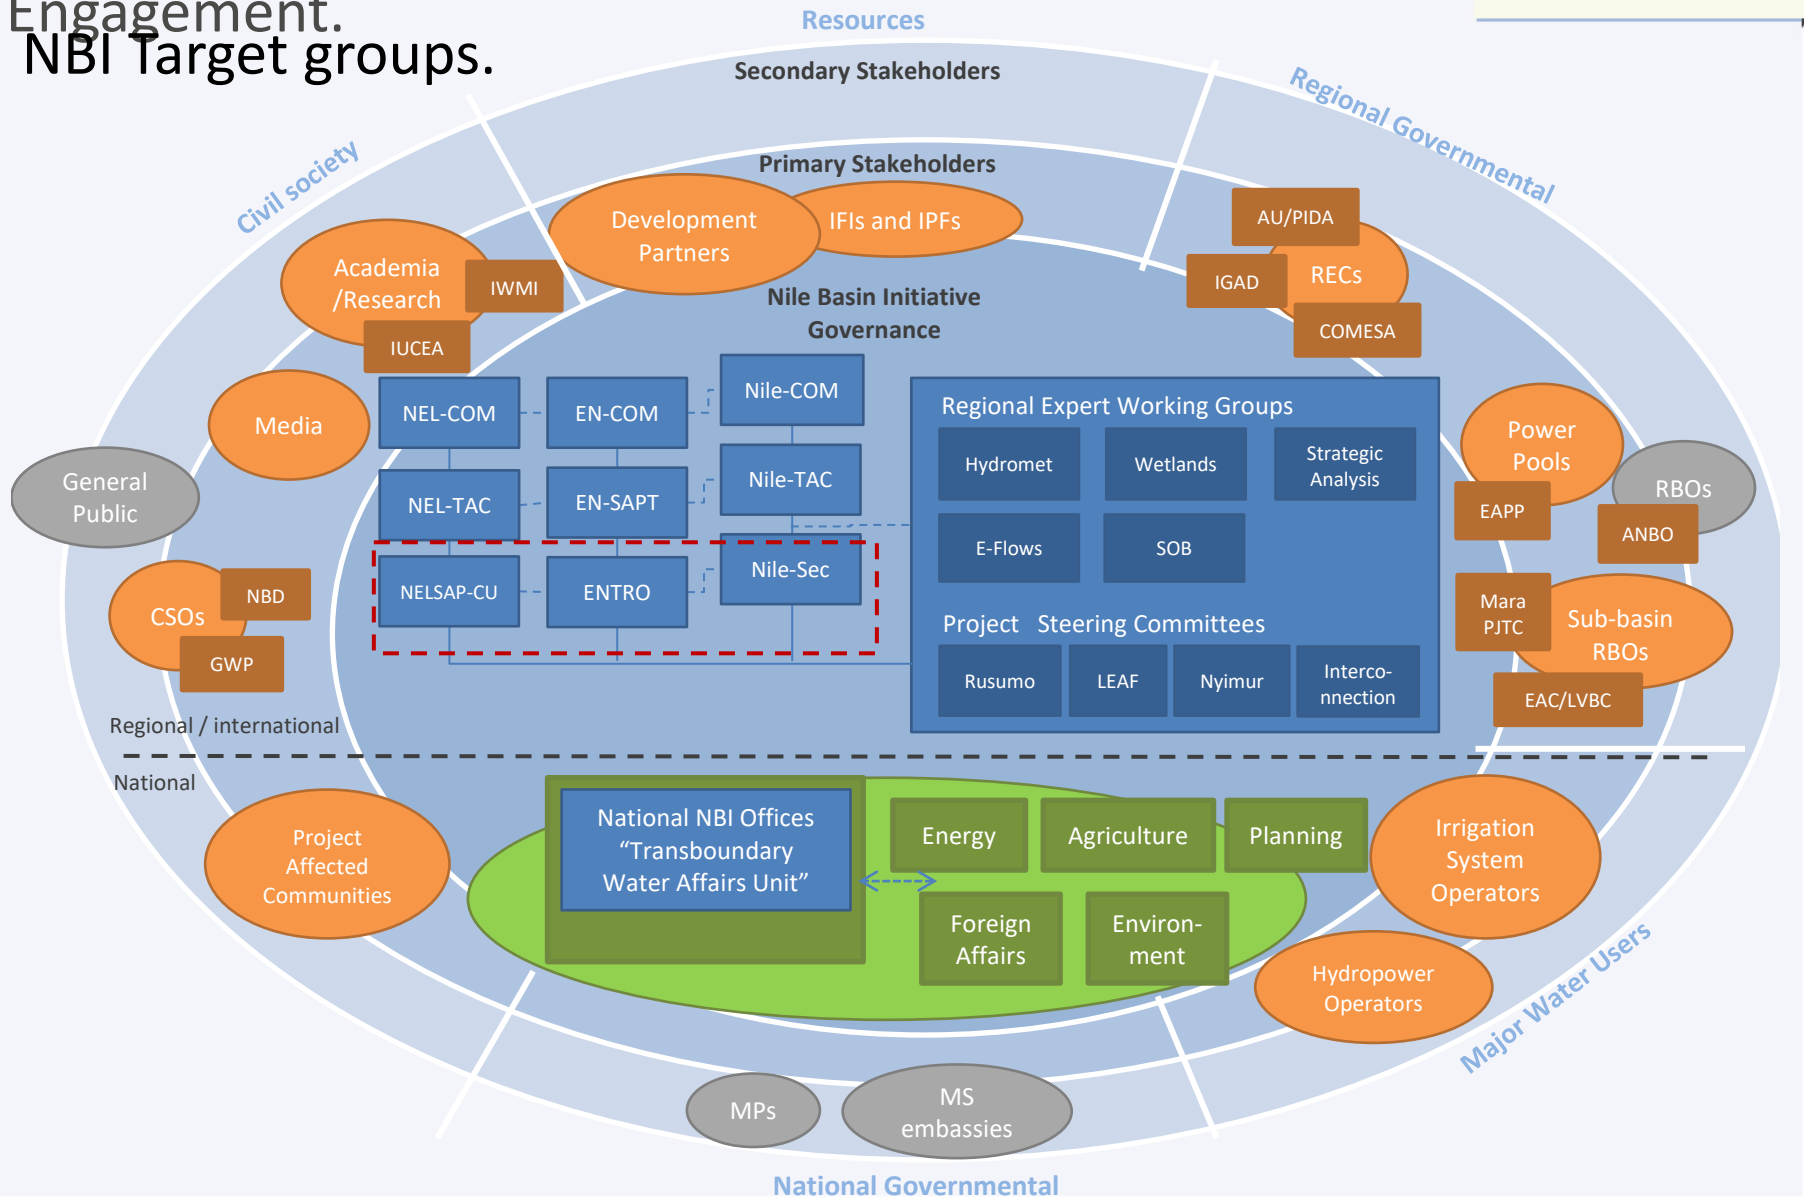 Engagement.
NBI Target groups.
Resources
Secondary Stakeholders
Regional Governmental
Civil society
Primary Stakeholders
Development
Partners
IFIs and IPFs
AU/PIDA
RECs
IGAD
COMESA
Academia
/Research
IWMI
IUCEA
Nile Basin Initiative
Governance
Media
General
Public
NEL-COM
EN-COM
Nile-COM
NEL-TAC
EN-SAPT
Nile-TAC
NELSAP-CU
ENTRO
Nile-Sec
Regional Expert Working Groups
Hydromet
Wetlands
Strategic
Analysis
E-Flows
SOB
Project   Steering Committees
Rusumo
LEAF
Nyimur
Interco-
nnection
Power
Pools
EAPP
RBOs
ANBO
Mara
PJTC
Sub-basin
RBOs
EAC/LVBC
CSOs
NBD
GWP
Regional / international
National
Project
Affected
Communities
National NBI Offices
“Transboundary
Water Affairs Unit”
Energy
Agriculture
Planning
Foreign
Affairs
Environ-
ment
Irrigation
System
Operators
Hydropower
Operators
Major Water Users
MPs
MS
embassies
National Governmental